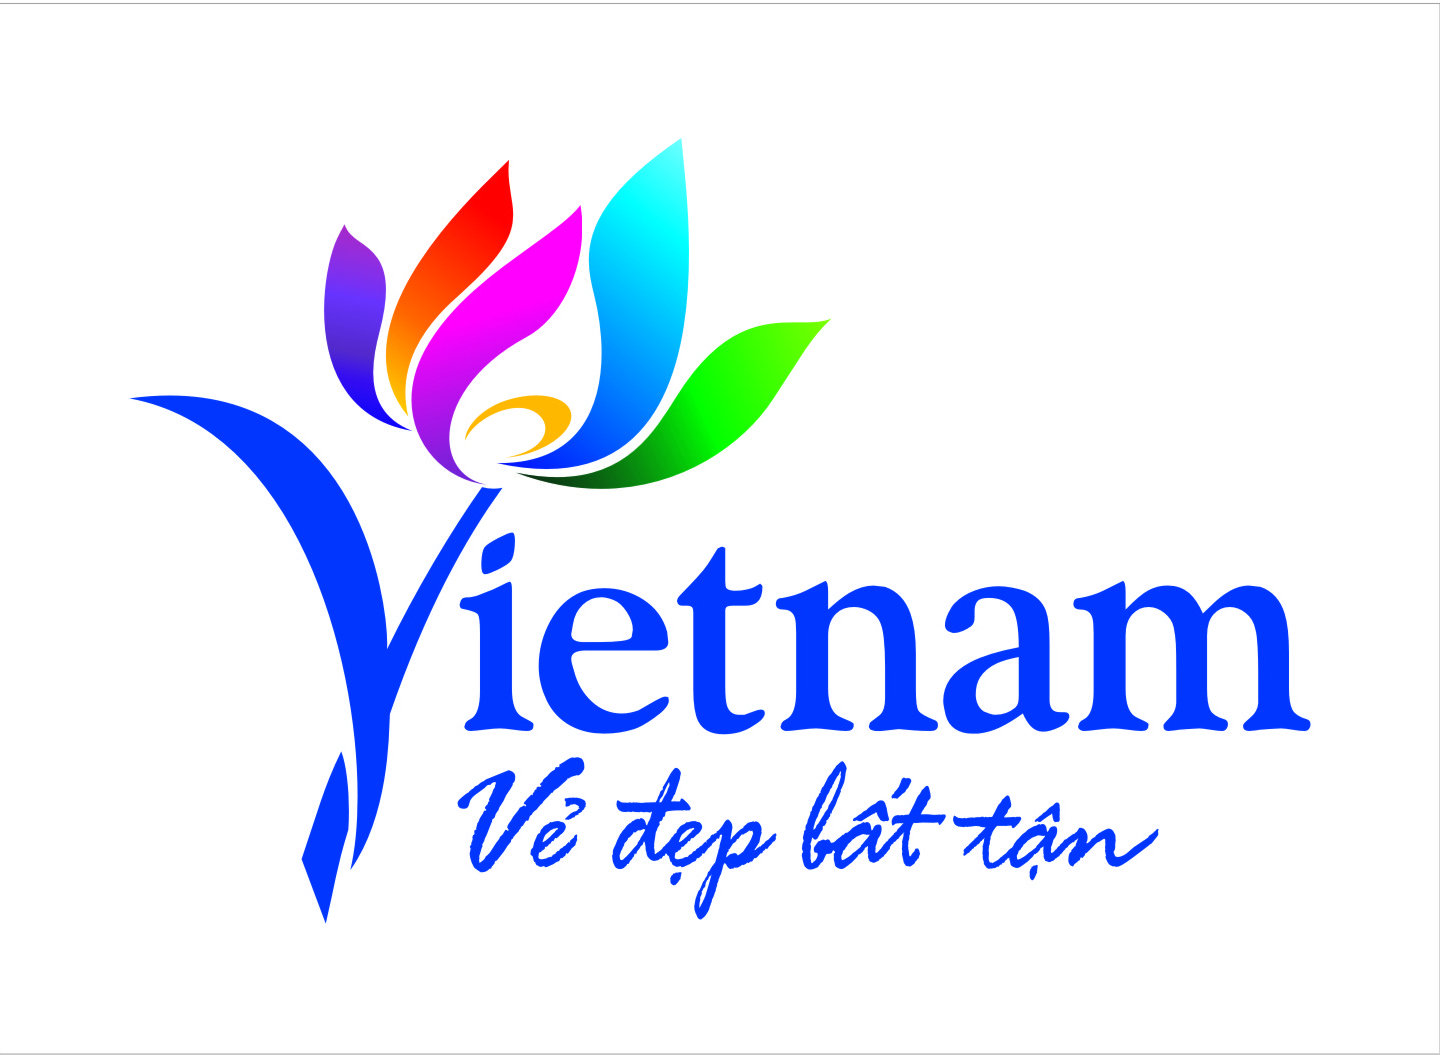 Vietnam
Vẻ đẹp bất tận